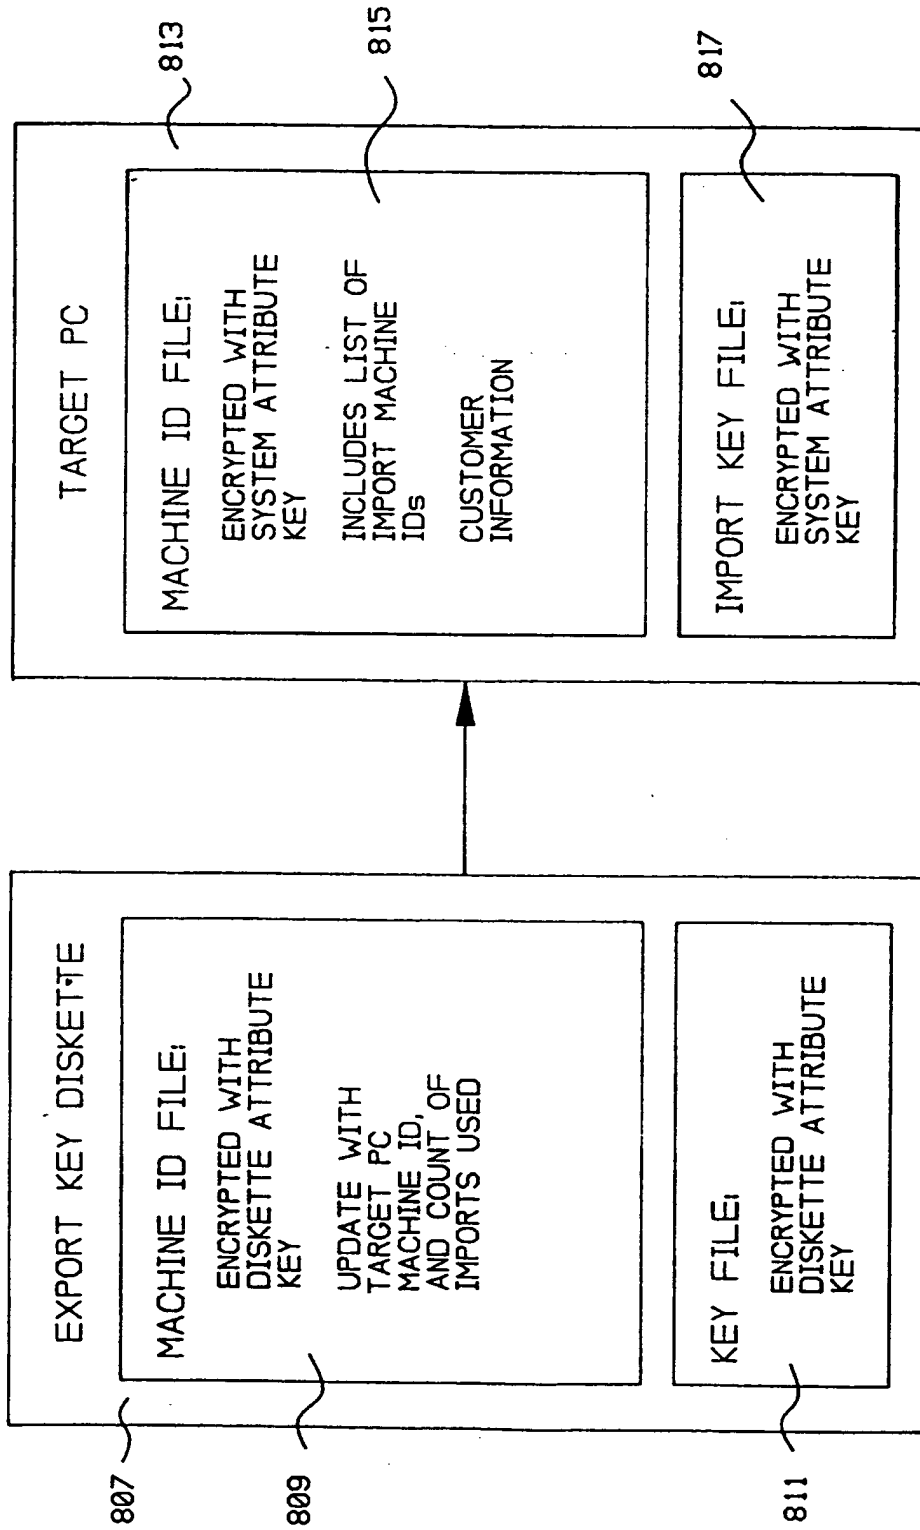 EXPORT KEY DISKETTE
MACHINE ID FILE:
ENCRYPTED WITH
DISKETTE ATTRIBUTE
KEY
UPDATE WITH
TARGET PC
MACHINE ID,
AND COUNT OF
IMPORTS USED
KEY FILE:
ENCRYPTED WITH
DISKETTE ATTRIBUTE
KEY
807
809
811
TARGET PC
MACHINE ID FILE:
ENCRYPTED WITH
SYSTEM ATTRIBUTE
KEY
INCLUDES LIST OF
IMPORT MACHINE
IDs
CUSTOMER
INFORMATION
IMPORT KEY FILE:
ENCRYPTED WITH
SYSTEM ATTRIBUTE
KEY
813
815
817